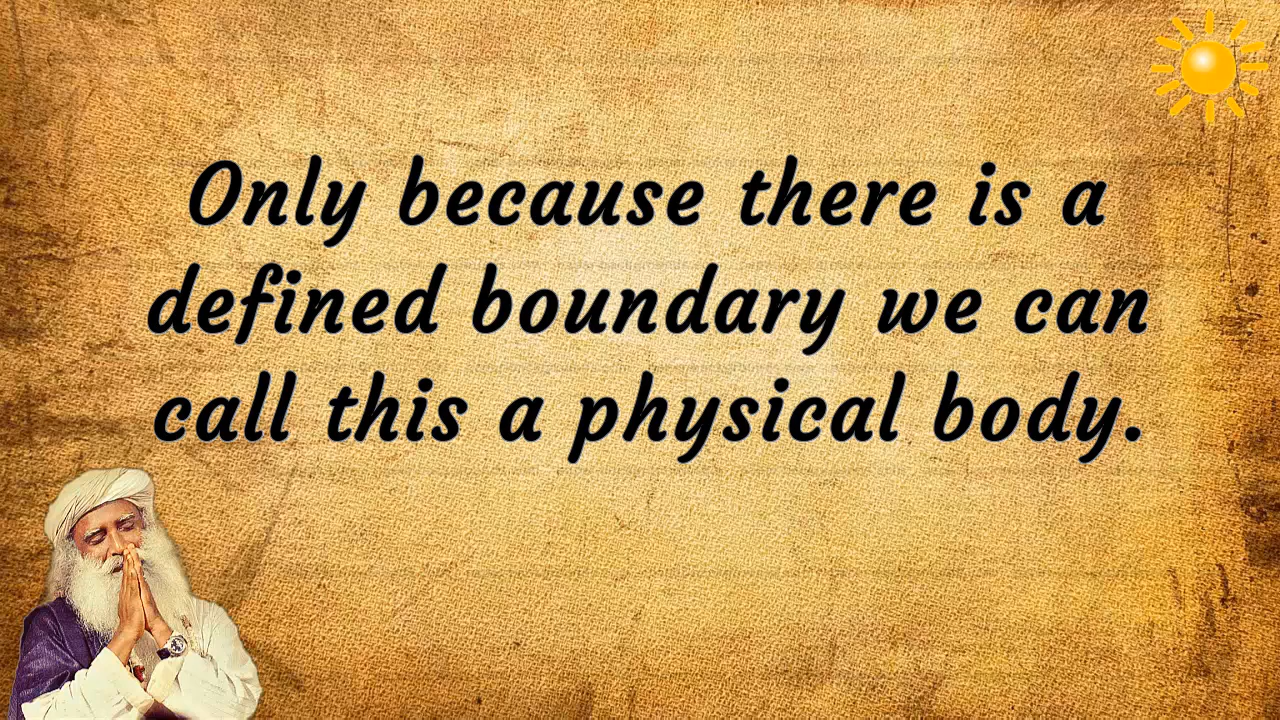 Only because there is a
defined boundary we can
call this a physical body.